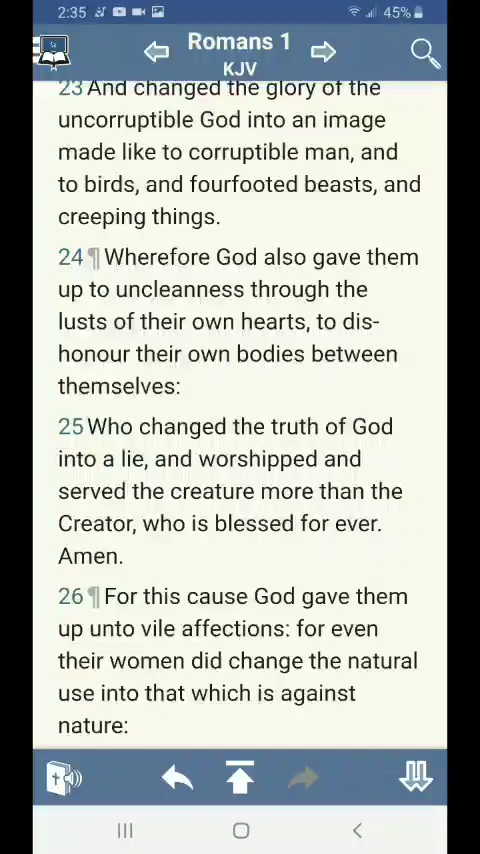 2:35
45%
Romans 1
KJV
23 And changed the glory of the
uncorruptible God into an image
made like to corruptible man, and
to birds, and fourfooted beasts, and
creeping things.
24 ¶ Wherefore God also gave them
up to uncleanness through the
lusts of their own hearts, to dis-
honour their own bodies between
themselves:
25 Who changed the truth of God
into a lie, and worshipped and
served the creature more than the
Creator, who is blessed for ever.
Amen.
26 ¶ For this cause God gave them
up unto vile affections: for even
their women did change the natural
use into that which is against
nature: